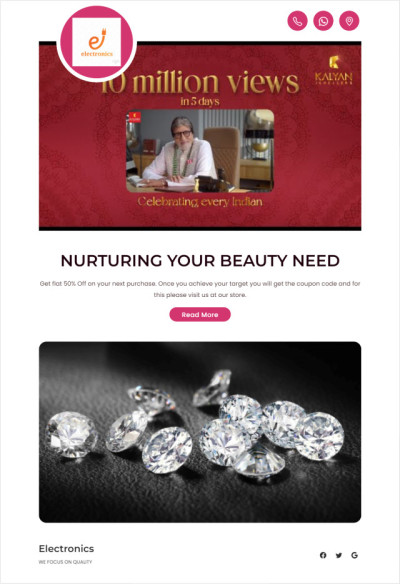 electronics
10 million views
in 5 days
KALYAN
JEWELLERS
Celebrating every Indian
NURTURING YOUR BEAUTY NEED
Get flat 50% Off on your next purchase. Once you achieve your target you will get the coupon code and for
this please visit us at our store.
Read More
Electronics
WE FOCUS ON QUALITY